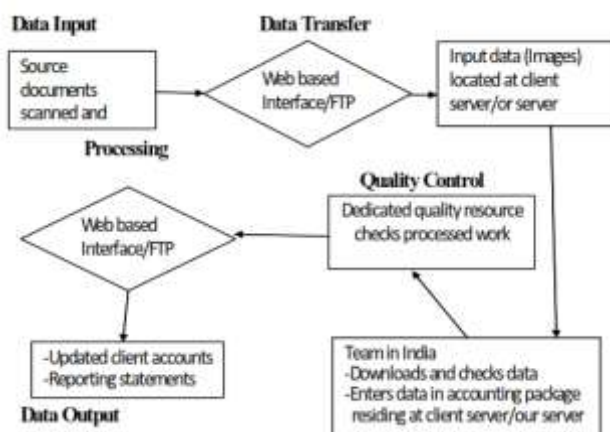 Data Input
Data Transfer
Source
documents
scanned and
Web based
Interface/FTP
Input data (Images)
located at client
server/or server
Processing
Quality Control
Web based
Interface/FTP
Dedicated quality resource
checks processed work
-Updated client accounts
-Reporting statements
Team in India
-Downloads and checks data
-Enters data in accounting package
residing at client server/our server
Data Output